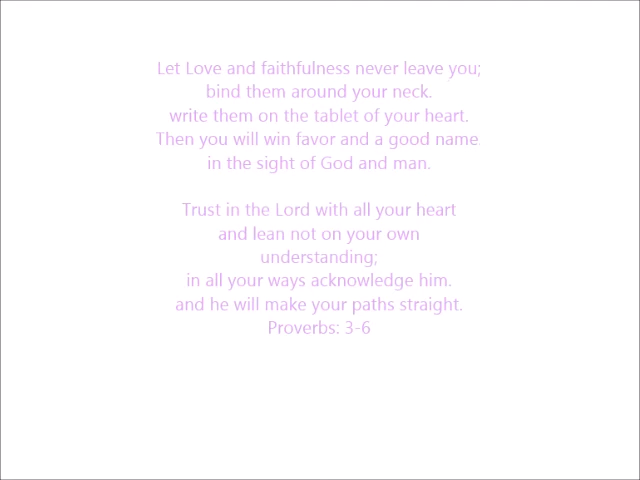 Let Love and faithfulness never leave you;
bind them around your neck.
write them on the tablet of your heart.
Then you will win favor and a good name
in the sight of God and man.
Trust in the Lord with all your heart
and lean not on your own
understanding;
in all your ways acknowledge him.
and he will make your paths straight.
Proverbs: 3-6